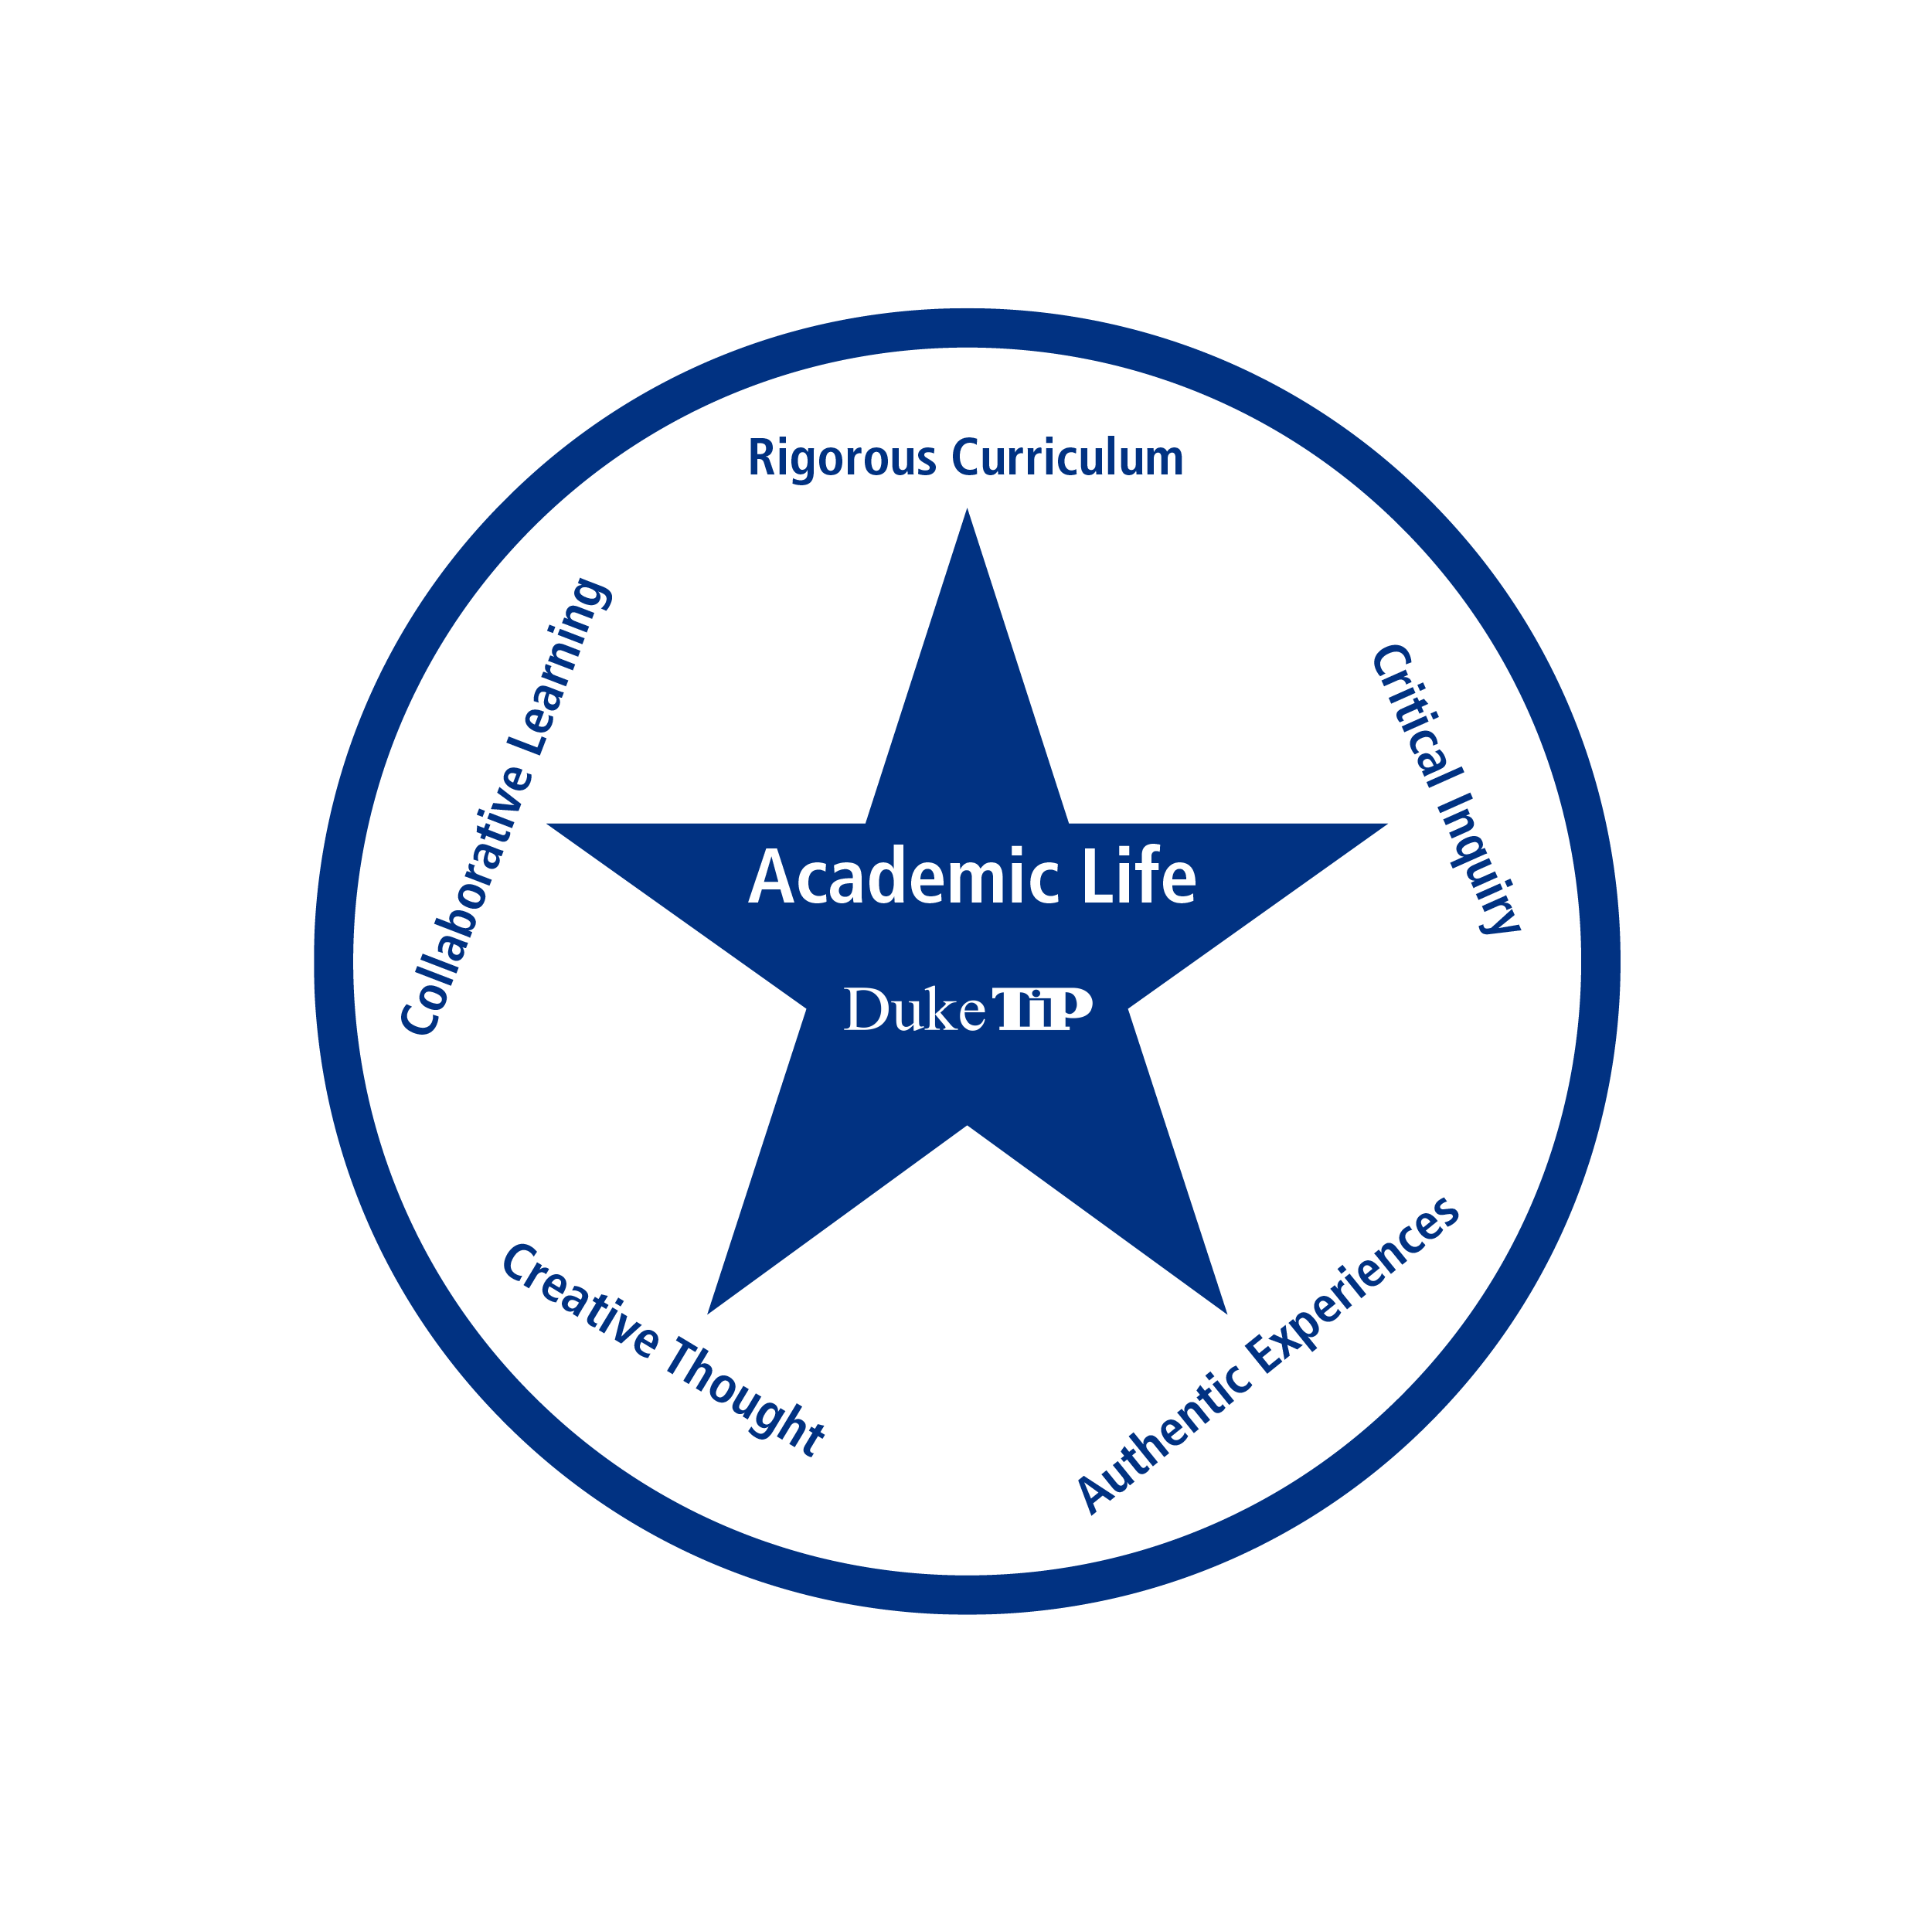 Rigorous Curriculum
Collaborative Learning
Critical Inquiry
Academic Life
Duke TiP
Creative Thought
Authentic Experiences